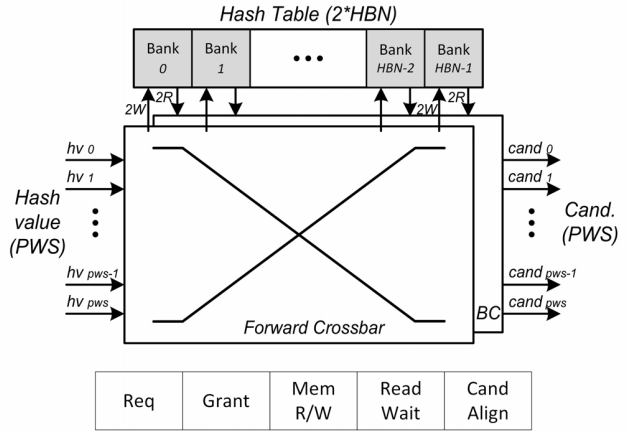 Hash Table (2*HBN)
Bank 0
Bank 1
•••
Bank HBN-2
Bank HBN-1
2W
2R
2W
2R
hv 0
hv 1
Hash value (PWS)
hv pws-1
hv pws
cand 0
cand 1
Cand. (PWS)
cand pws-1
cand pws
BC
Forward Crossbar
Req
Grant
Mem R/W
Read Wait
Cand Align